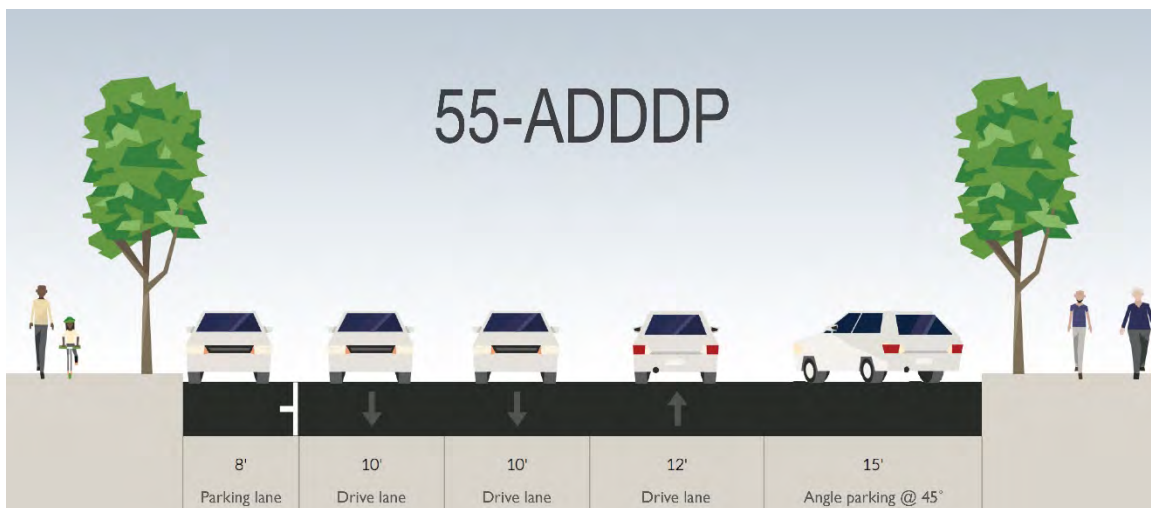 55-ADDDP
8' 10' 10' 12' 15'
Parking lane Drive lane Drive lane Drive lane Angle parking @ 45°